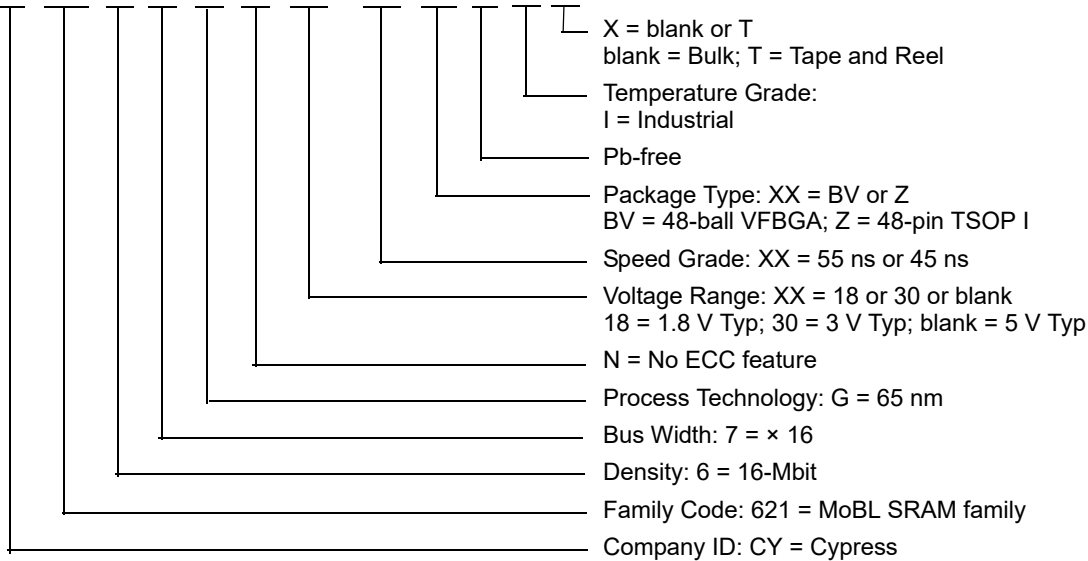 X = blank or T
blank = Bulk; T = Tape and Reel
Temperature Grade:
I = Industrial
Pb-free
Package Type: XX = BV or Z
BV = 48-ball VFBGA; Z = 48-pin TSOP I
Speed Grade: XX = 55 ns or 45 ns
Voltage Range: XX = 18 or 30 or blank
18 = 1.8 V Typ; 30 = 3 V Typ; blank = 5 V Typ
N = No ECC feature
Process Technology: G = 65 nm
Bus Width: 7 = × 16
Density: 6 = 16-Mbit
Family Code: 621 = MoBL SRAM family
Company ID: CY = Cypress